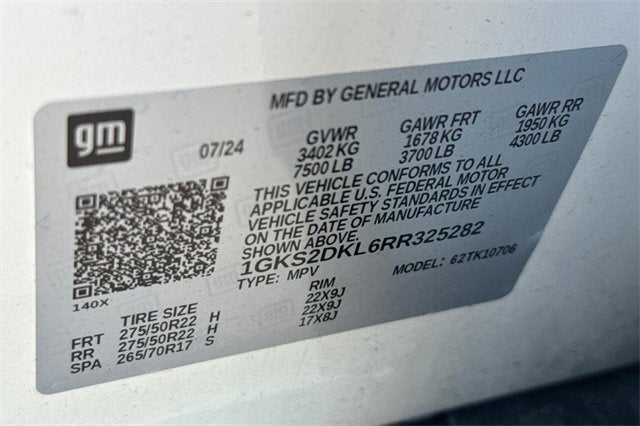 MFD BY GENERAL MOTORS LLC
gm
07/24
GVWR GAWR FRT GAWR RR
3402 KG 1678 KG 1950 KG
7500 LB 3700 LB 4300 LB
THIS VEHICLE CONFORMS TO ALL
APPLICABLE U.S. FEDERAL MOTOR
VEHICLE SAFETY STANDARDS IN EFFECT
ON THE DATE OF MANUFACTURE
SHOWN ABOVE.
1GKS2DKL6RR325282
TYPE: MPV MODEL: 62TK10706
140X
TIRE SIZE RIM
FRT 275/50R22 H 22X9J
RR 275/50R22 H 22X9J
SPA 265/70R17 S 17X8J